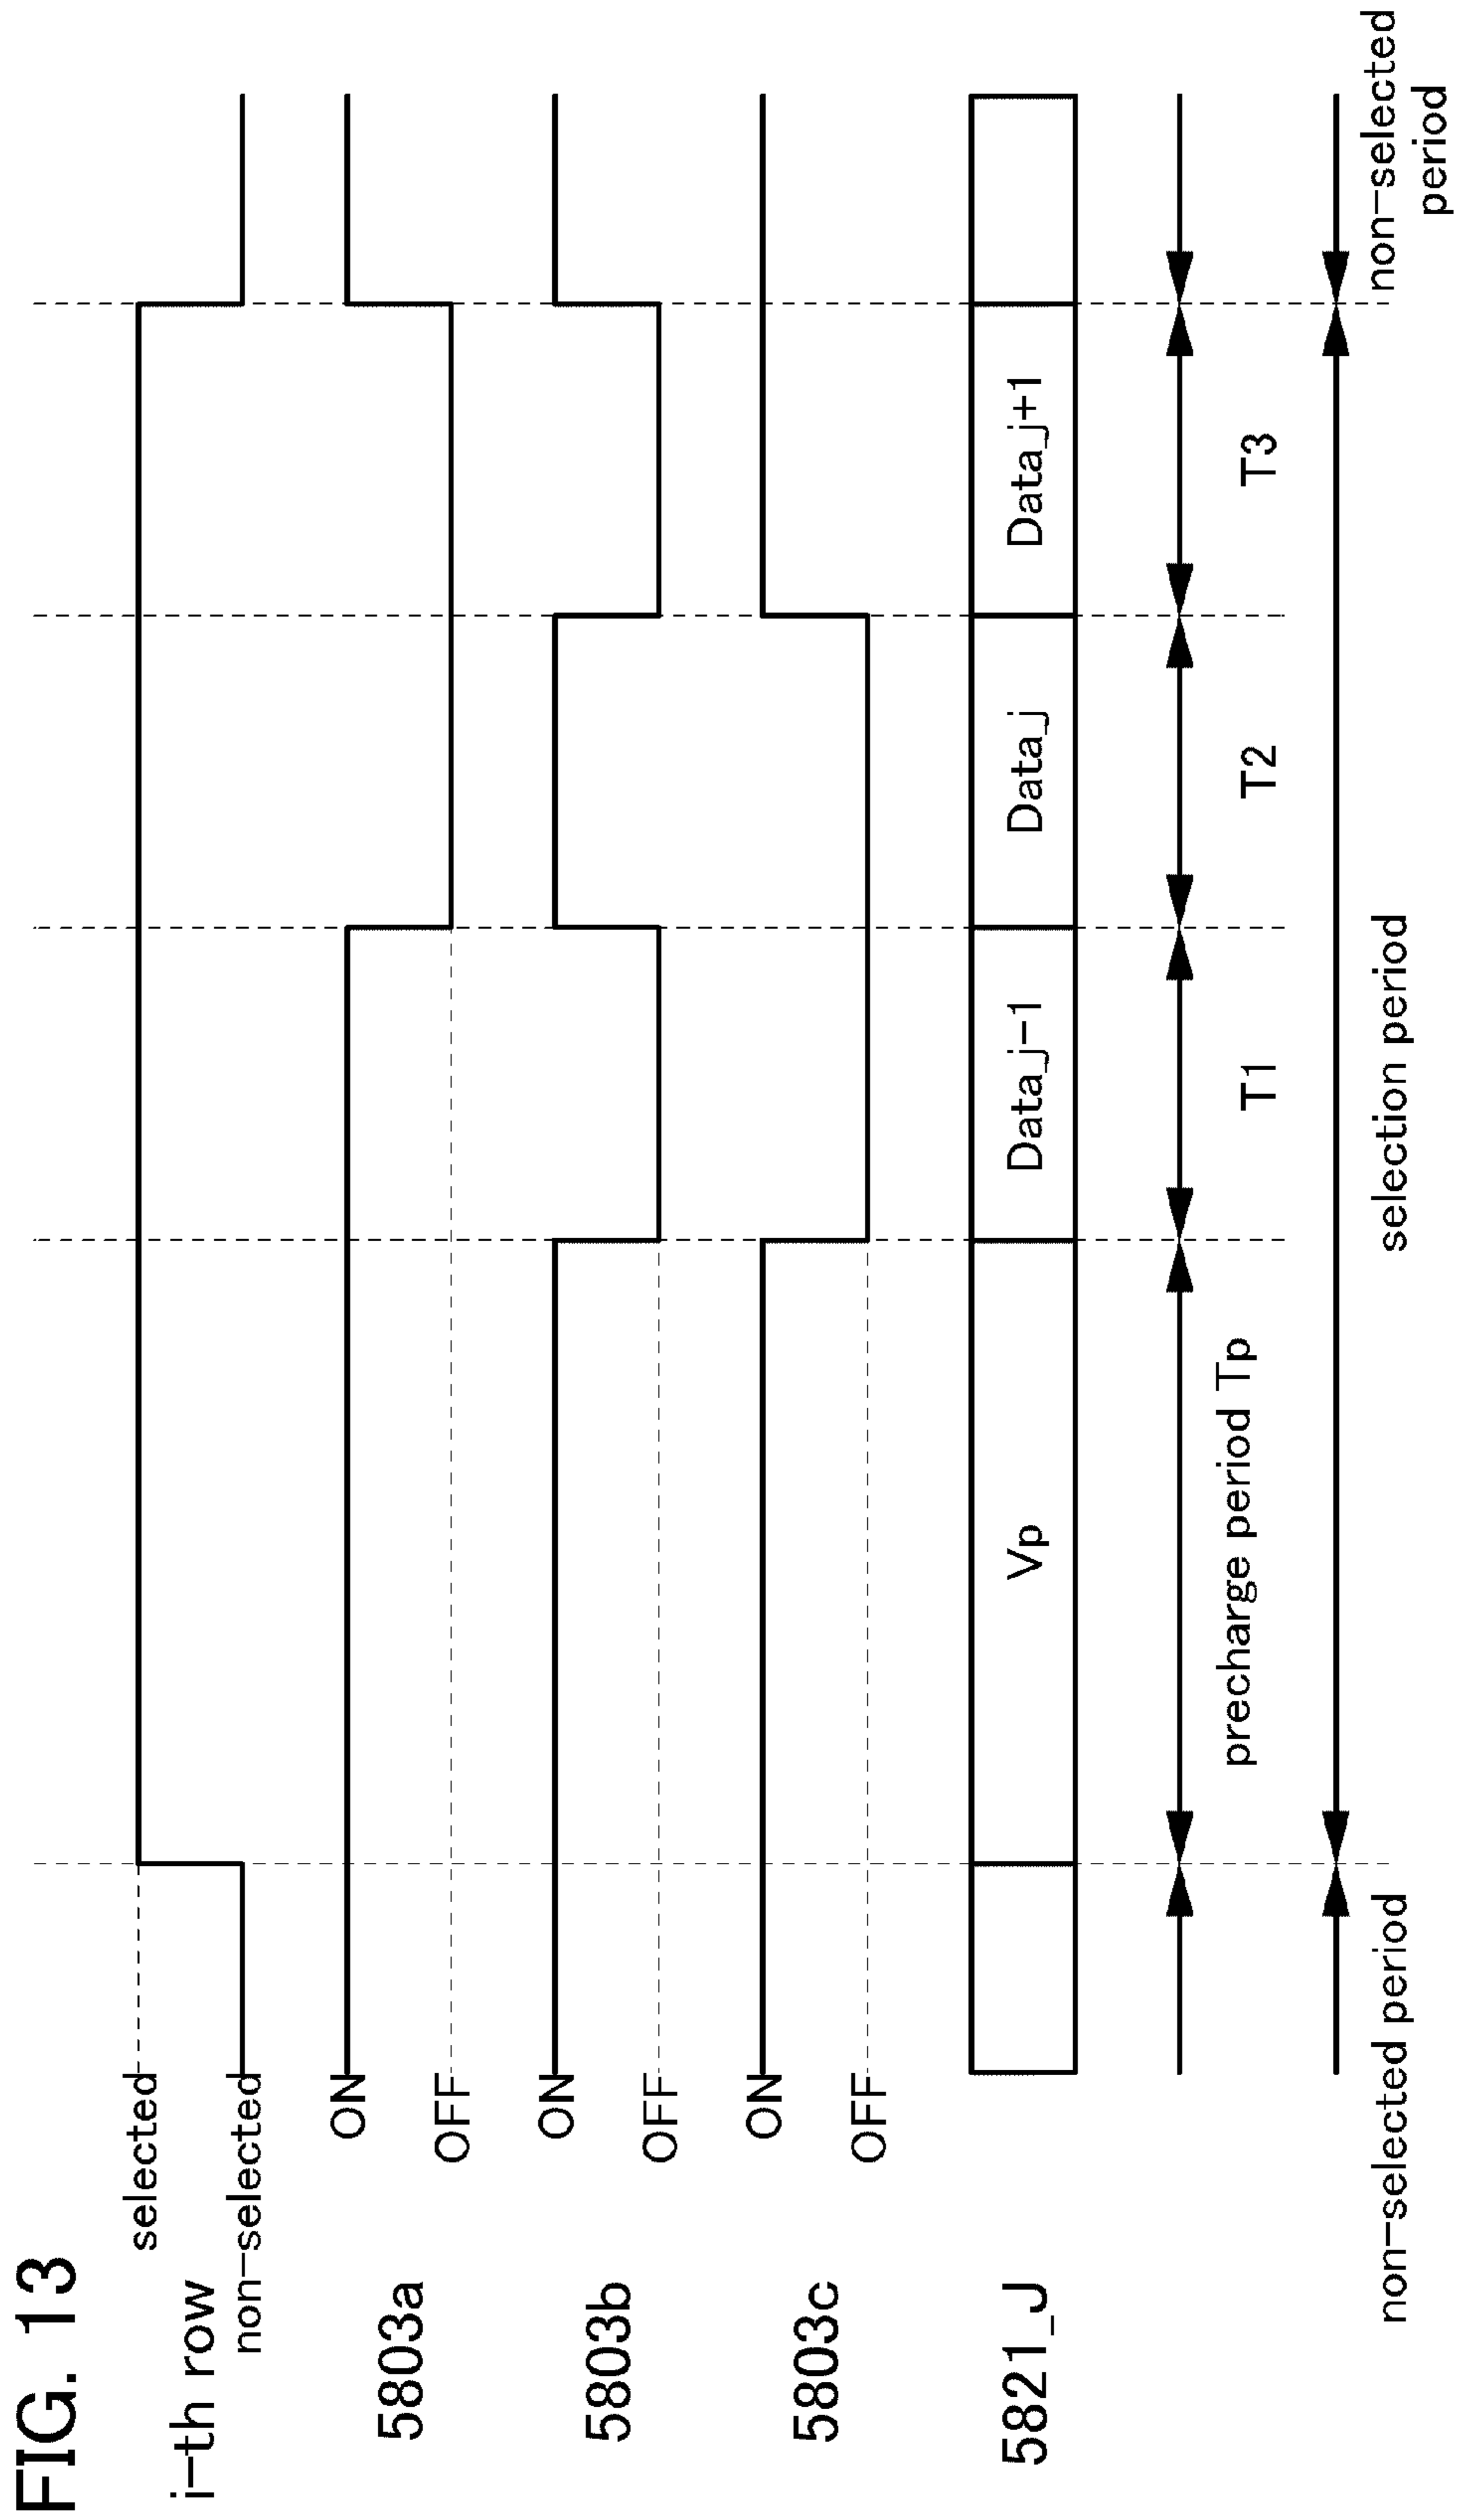 FIG. 13
selected
i-th row
non-selected
ON
5803a
OFF
ON
5803b
OFF
ON
5803c
OFF
5821_J
Vp
Data_j-1
Data_j
Data_j+1
precharge period Tp
T1
T2
T3
non-selected period
selection period
non-selected
period